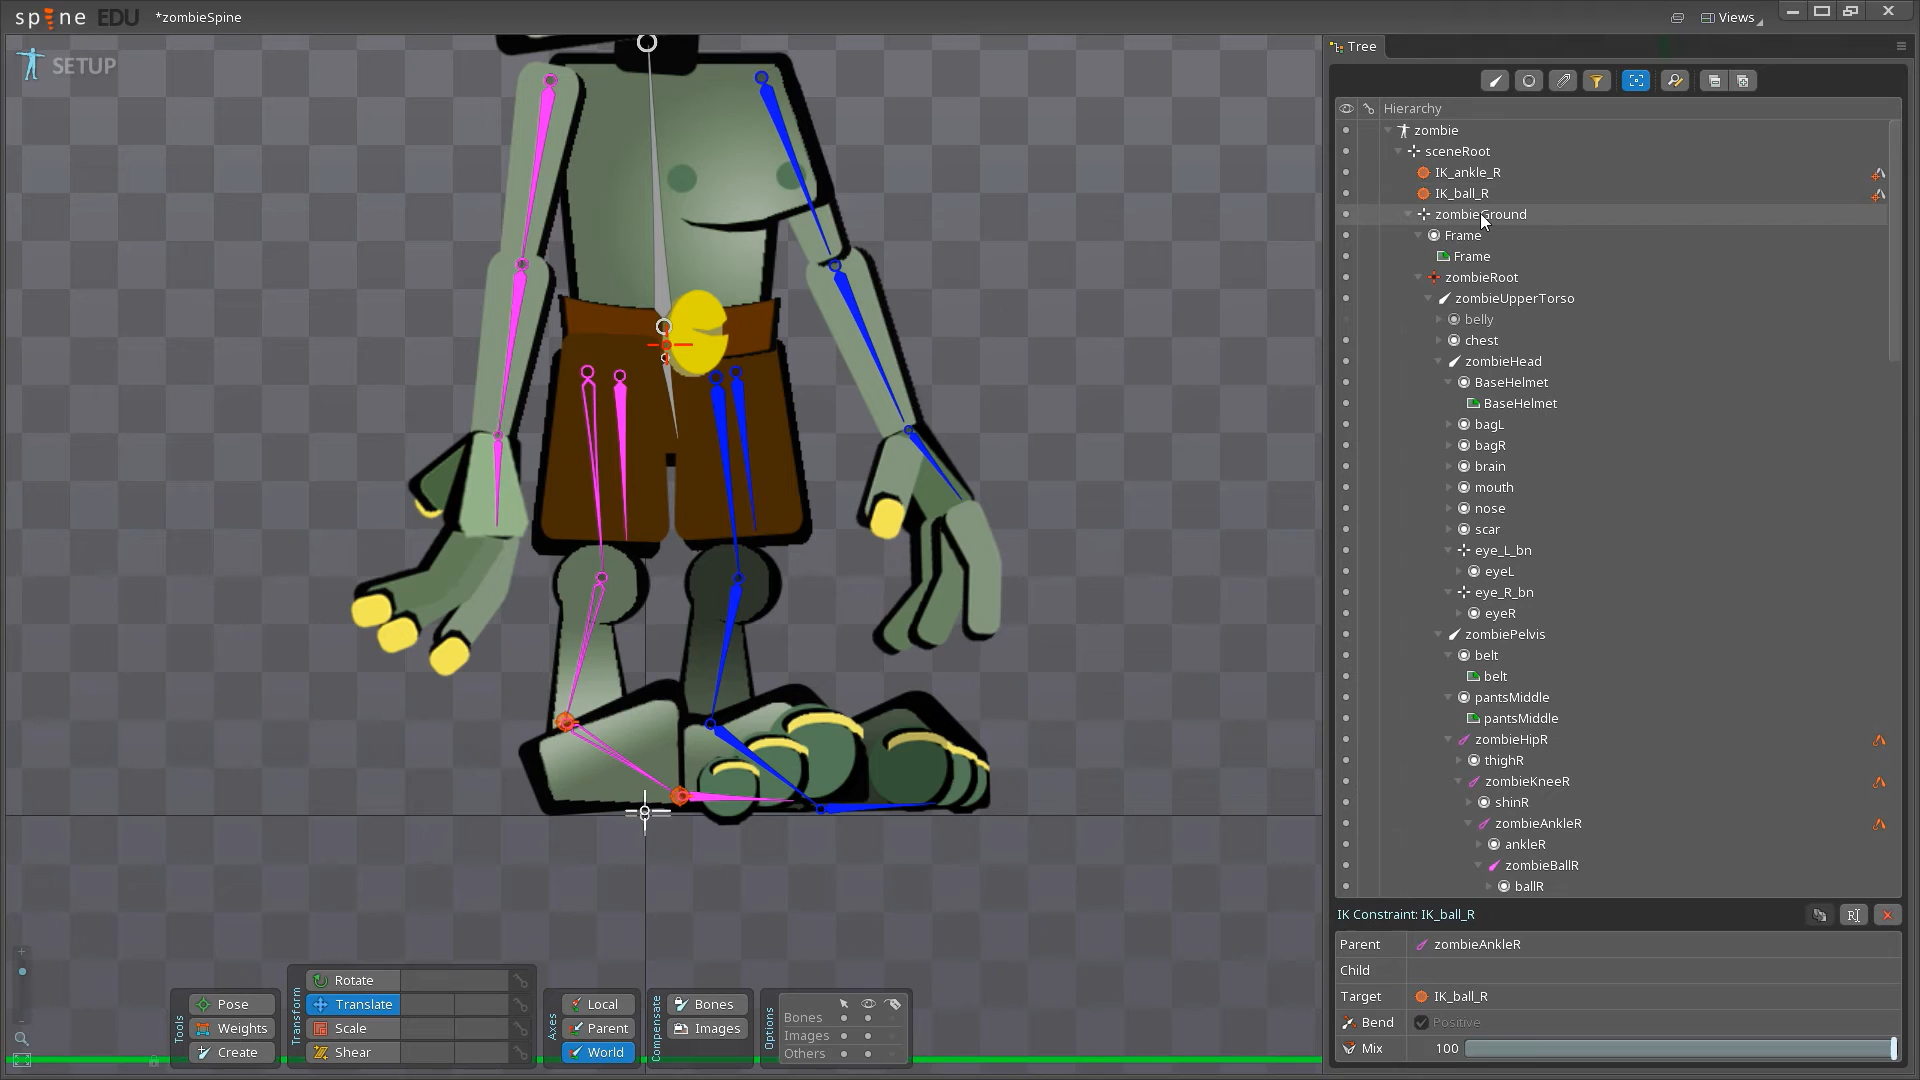 spine EDU *zombieSpine
Views
SETUP
Tree
Hierarchy
zombie
sceneRoot
IK_ankle_R
IK_ball_R
zombieGround
Frame
Frame
zombieRoot
zombieUpperTorso
belly
chest
zombieHead
BaseHelmet
BaseHelmet
bagL
bagR
brain
mouth
nose
scar
eye_L_bn
eyeL
eye_R_bn
eyeR
zombiePelvis
belt
belt
pantsMiddle
pantsMiddle
zombieHipR
thighR
zombieKneeR
shinR
zombieAnkleR
ankleR
zombieBallR
ballR
IK Constraint: IK_ball_R
Parent zombieAnkleR
Child
Target IK_ball_R
Bend Positive
Mix 100
Tools
Pose
Weights
Create
Transform
Rotate
Translate
Scale
Shear
Axes
Local
Parent
World
Compensate
Bones
Images
Options
Bones
Images
Others